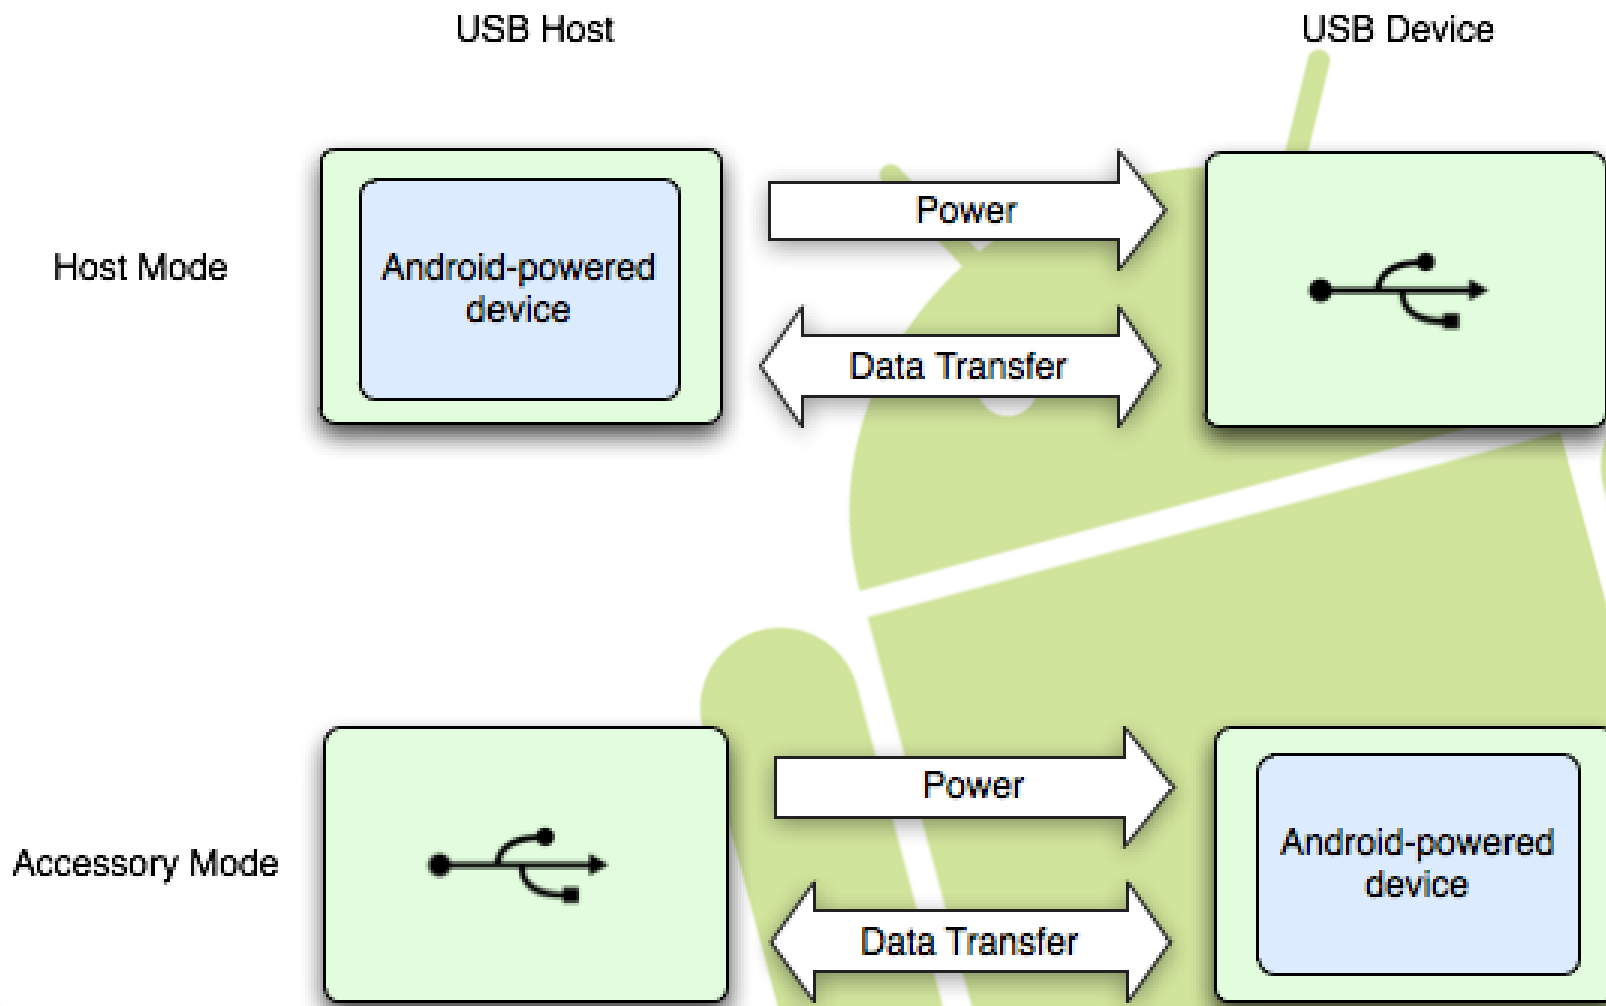 USB Host
USB Device
Host Mode
Android-powered
device
Power
Data Transfer
Accessory Mode
Power
Data Transfer
Android-powered
device